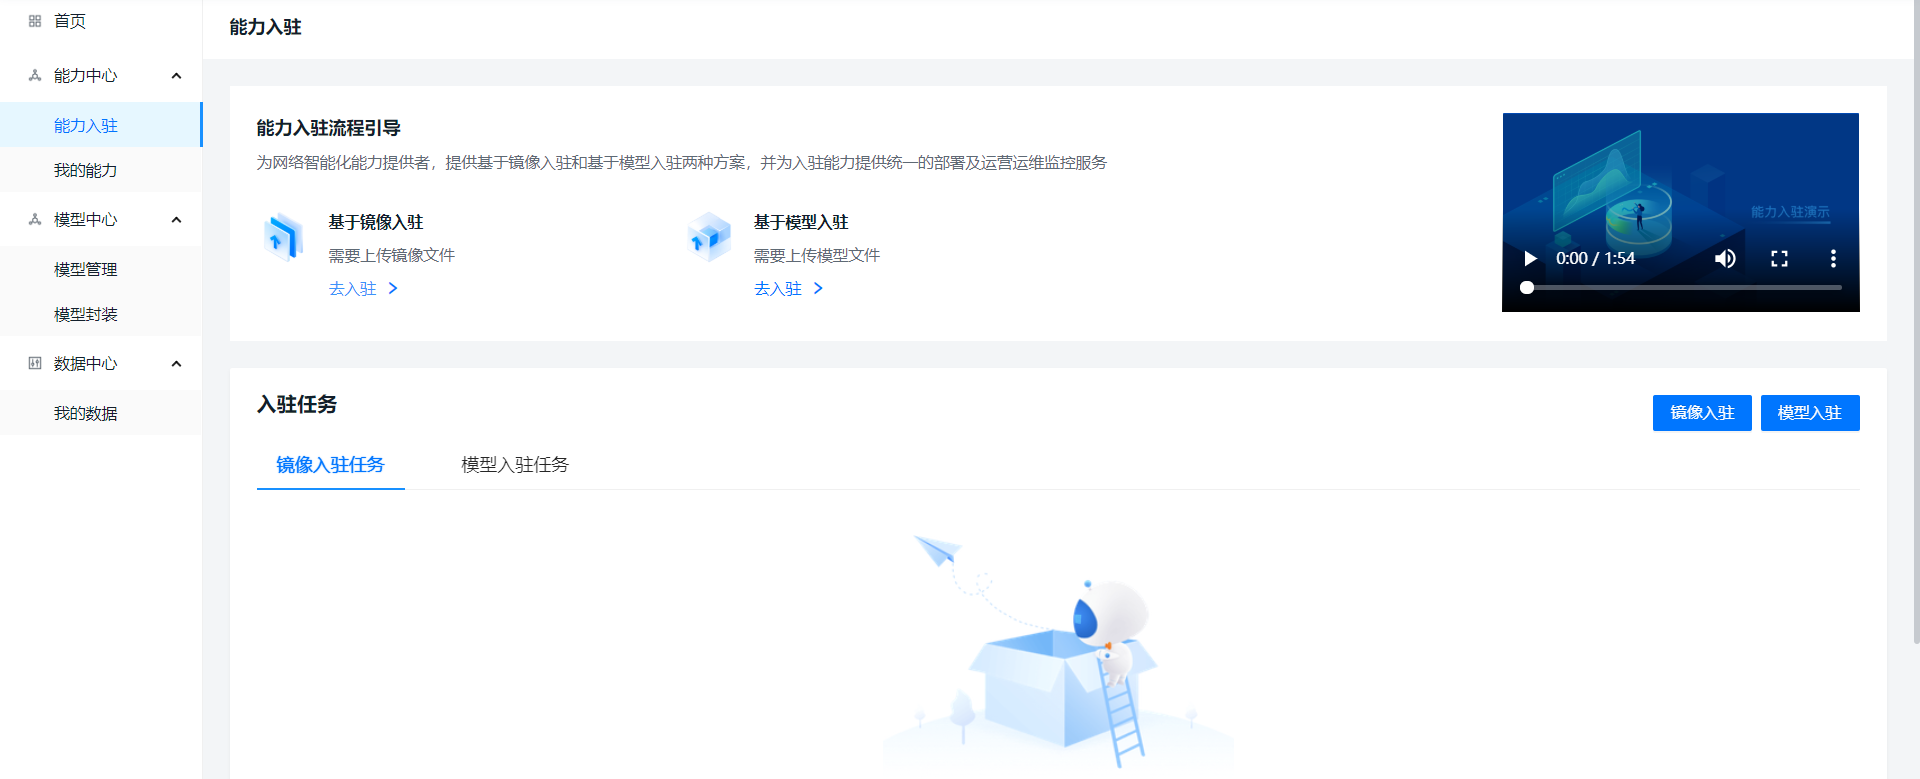 首页
能力中心
能力入驻
我的能力
模型中心
模型管理
模型封装
数据中心
我的数据
能力入驻
能力入驻流程引导
为网络智能化能力提供者，提供基于镜像入驻和基于模型入驻两种方案，并为入驻能力提供统一的部署及运营运维监控服务
基于镜像入驻
需要上传镜像文件
去入驻
基于模型入驻
需要上传模型文件
去入驻
能力入驻演示
0:00 / 1:54
入驻任务
镜像入驻 模型入驻
镜像入驻任务 模型入驻任务